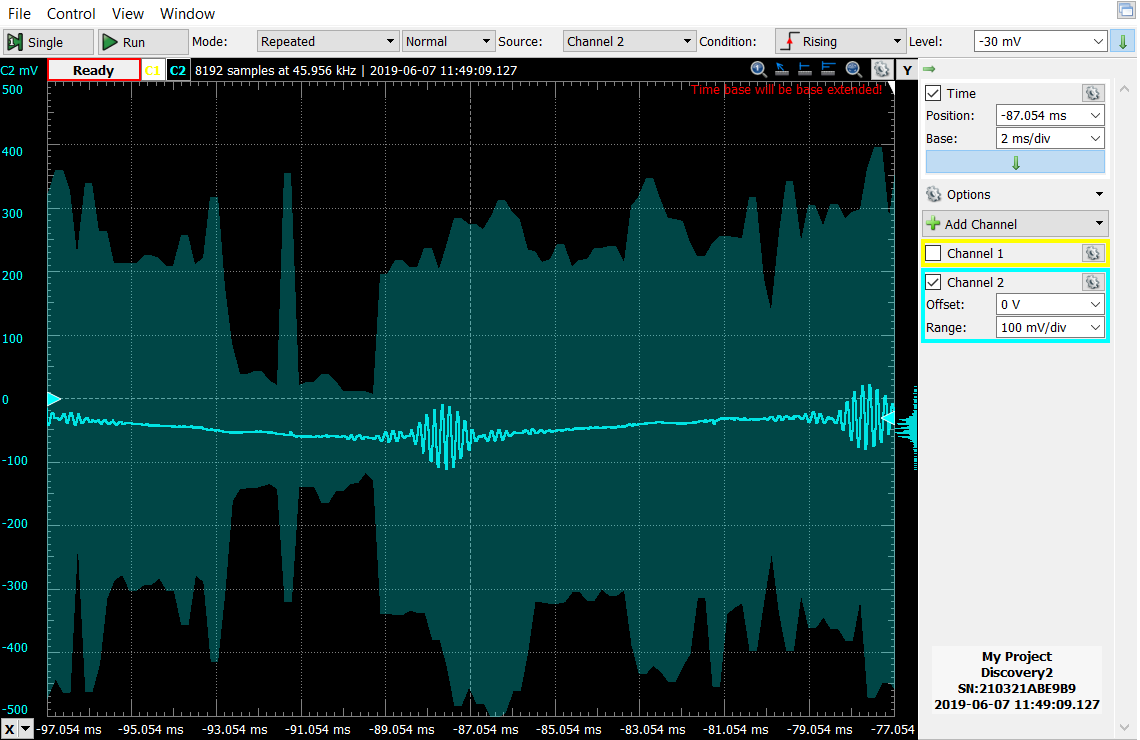 File Control View Window
Single Run Mode: Repeated Normal Source: Channel 2 Condition: Rising Level: -30 mV
C2 mV Ready C1 C2 8192 samples at 45.956 kHz | 2019-06-07 11:49:09.127 Y
Time base will be base extended!
500
400
300
200
100
0
-100
-200
-300
-400
-500
X -97.054 ms -95.054 ms -93.054 ms -91.054 ms -89.054 ms -87.054 ms -85.054 ms -83.054 ms -81.054 ms -79.054 ms -77.054
Time
Position: -87.054 ms
Base: 2 ms/div
Options
Add Channel
Channel 1
Channel 2
Offset: 0 V
Range: 100 mV/div
My Project
Discovery2
SN:210321ABE9B9
2019-06-07 11:49:09.127